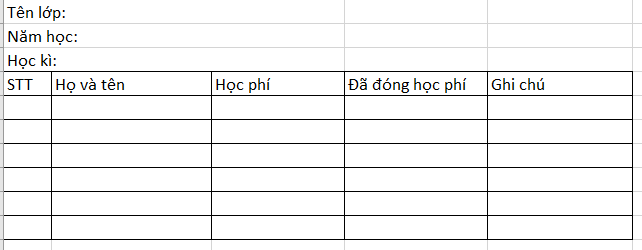 Tên lớp:
Năm học:
Học kì:
STT Họ và tên Học phí Đã đóng học phí Ghi chú